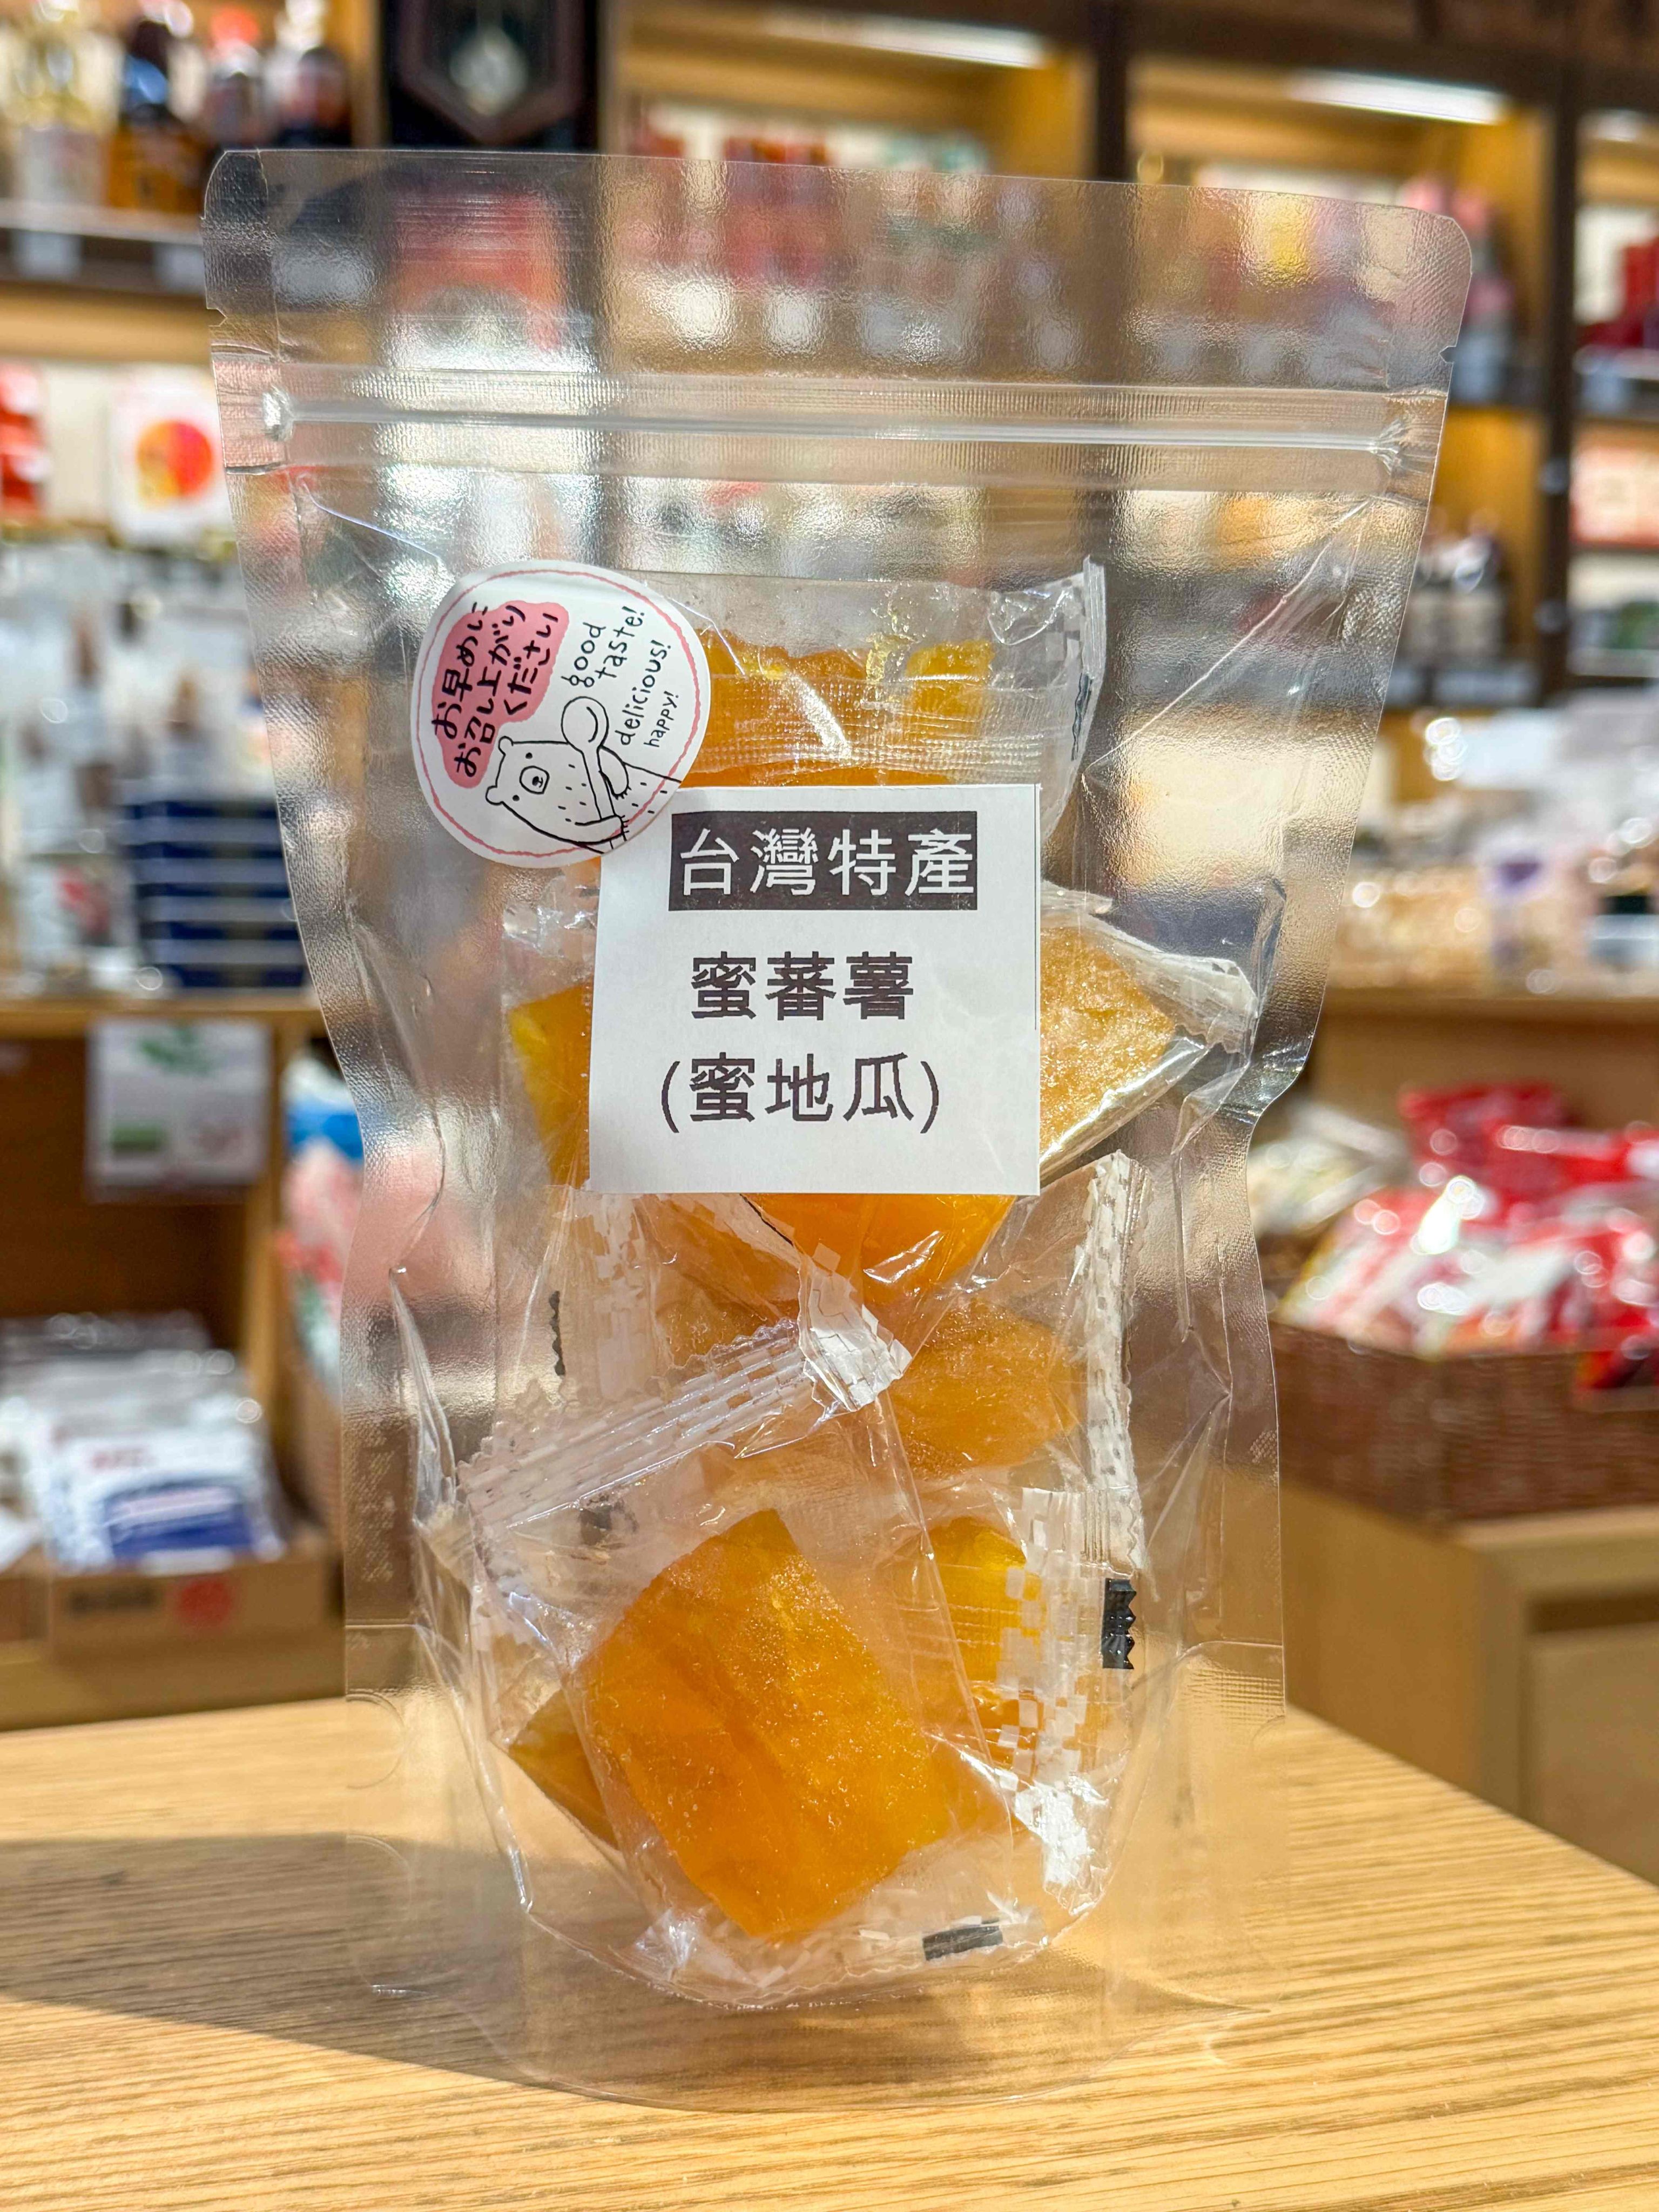 お早めに
お召し上がり
ください
good
taste!
delicious!
happy!
台灣特產
蜜蕃薯
(蜜地瓜)